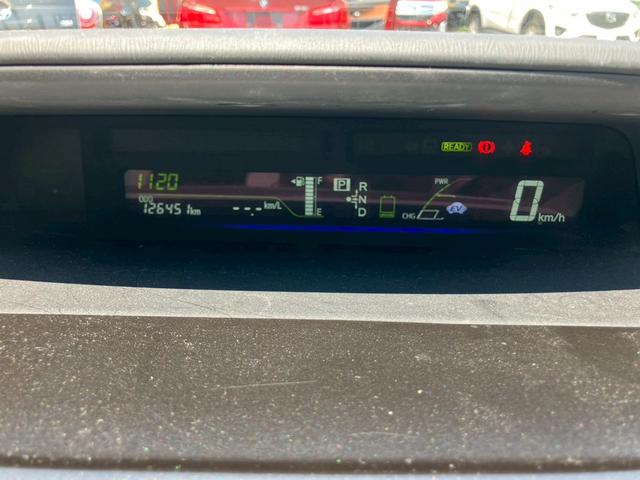 READY
1120
F
P
R
N
D
E
ODO
12645 km
--.- km/L
CHG
PWR
EV
0 km/h